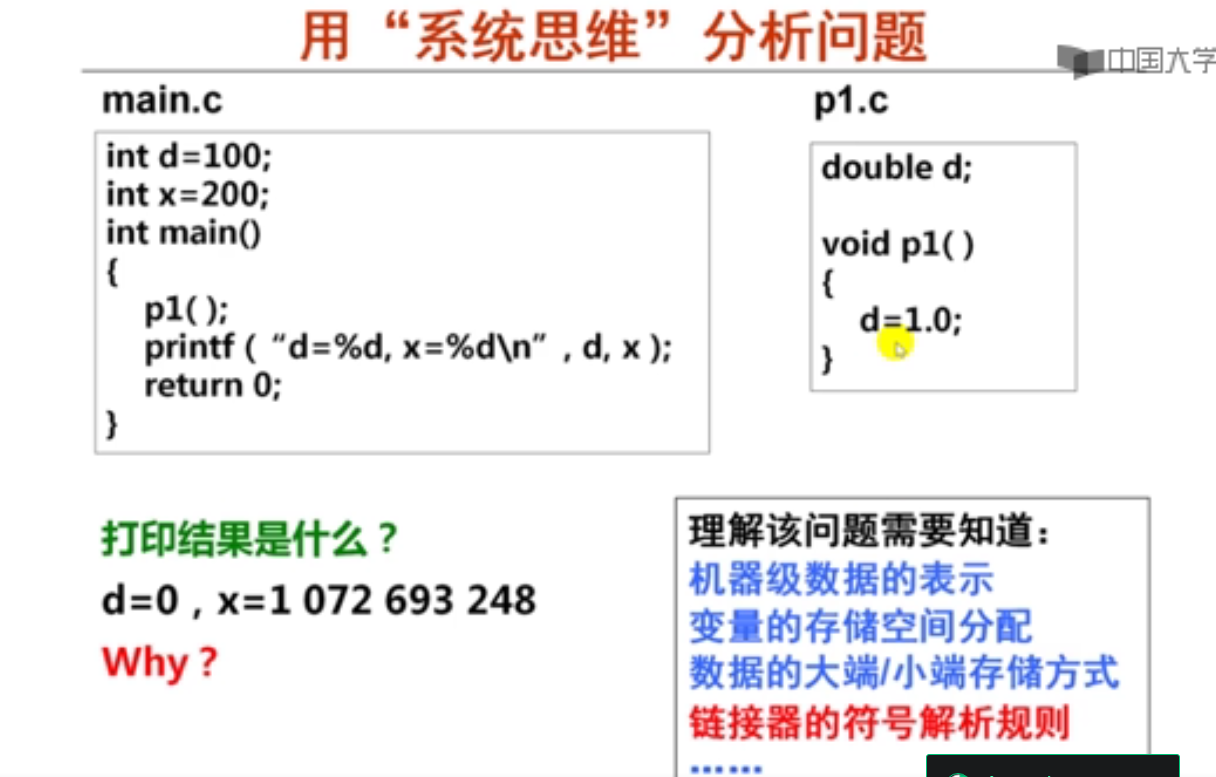 用“系统思维”分析问题
中国大学
main.c
int d=100;
int x=200;
int main()
{
p1( );
printf ( “d=%d, x=%d\n” , d, x );
return 0;
}
p1.c
double d;
void p1( )
{
d=1.0;
}
打印结果是什么？
d=0，x=1 072 693 248
Why？
理解该问题需要知道：
机器级数据的表示
变量的存储空间分配
数据的大端/小端存储方式
链接器的符号解析规则
……